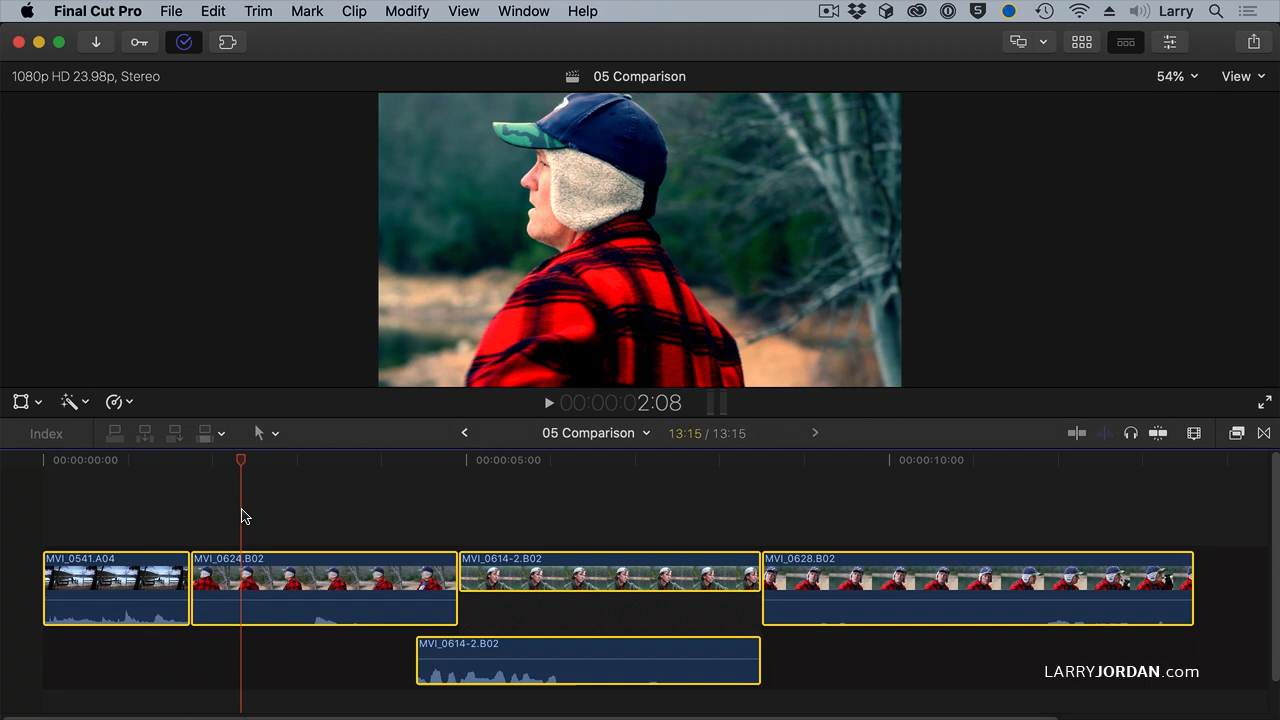 Final Cut Pro File Edit Trim Mark Clip Modify View Window Help Larry
1080p HD 23.98p, Stereo 05 Comparison 54% View
00:00:02:08
Index 05 Comparison 13:15 / 13:15
00:00:00:00 00:00:05:00 00:00:10:00
MVI_0541.A04 MVI_0624.B02 MVI_0614-2.B02 MVI_0628.B02
MVI_0614-2.B02
LARRYJORDAN.com